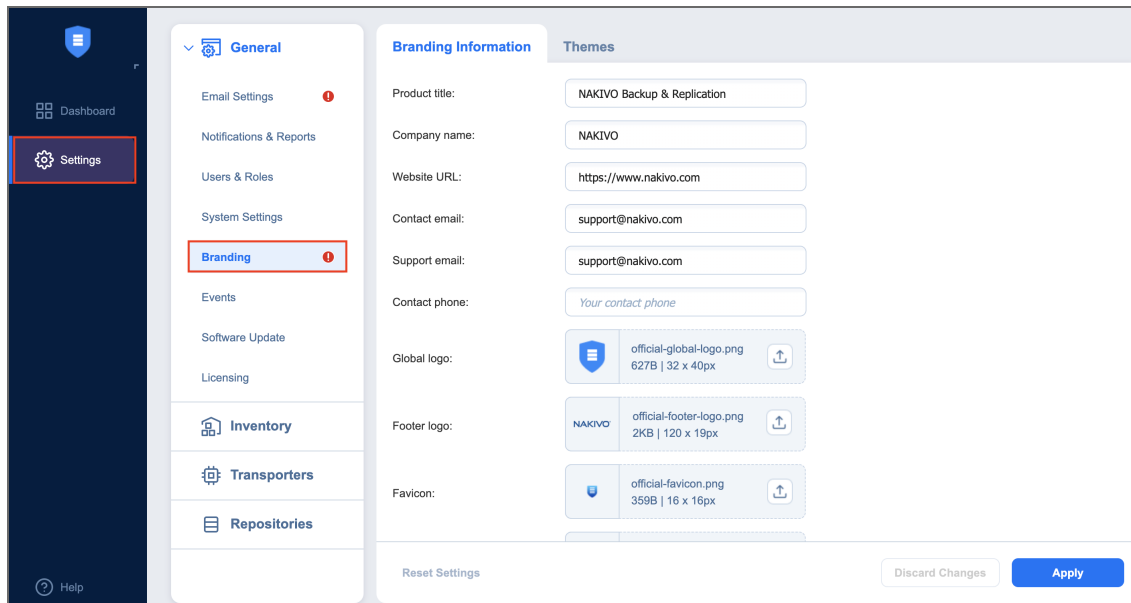 Dashboard
Settings
Help
General
Email Settings
Notifications & Reports
Users & Roles
System Settings
Branding
Events
Software Update
Licensing
Inventory
Transporters
Repositories
Branding Information
Themes
Product title: NAKIVO Backup & Replication
Company name: NAKIVO
Website URL: https://www.nakivo.com
Contact email: support@nakivo.com
Support email: support@nakivo.com
Contact phone: Your contact phone
Global logo: official-global-logo.png
627B | 32 x 40px
Footer logo: NAKIVO official-footer-logo.png
2KB | 120 x 19px
Favicon: official-favicon.png
359B | 16 x 16px
Reset Settings
Discard Changes
Apply